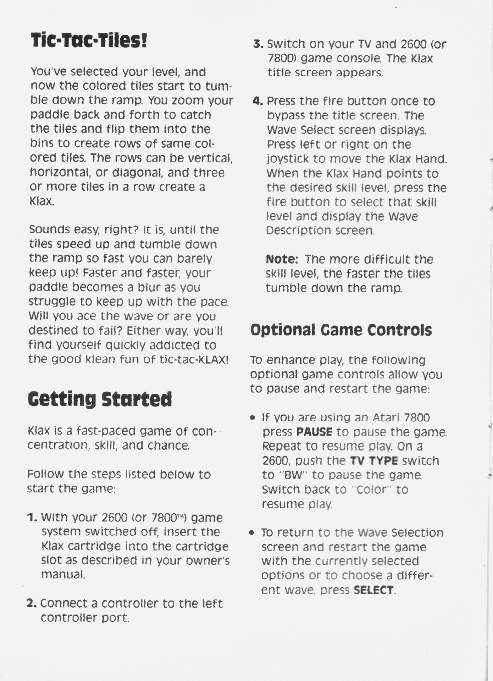 Tic-Tac-Tiles!
You've selected your level, and
now the colored tiles start to tum-
ble down the ramp. You zoom your
paddle back and forth to catch
the tiles and flip them into the
bins to create rows of same col-
ored tiles. The rows can be vertical,
horizontal, or diagonal, and three
or more tiles in a row create a
Klax.
Sounds easy, right? It is, until the
tiles speed up and tumble down
the ramp so fast you can barely
keep up! Faster and faster, your
paddle becomes a blur as you
struggle to keep up with the pace.
Will you ace the wave or are you
destined to fail? Either way, you'll
find yourself quickly addicted to
the good klean fun of tic-tac-KLAX!
Getting Started
Klax is a fast-paced game of con-
centration, skill, and chance.
Follow the steps listed below to
start the game:
1. With your 2600 (or 7800™) game
system switched off, insert the
Klax cartridge into the cartridge
slot as described in your owner's
manual.
2. Connect a controller to the left
controller port.
3. Switch on your TV and 2600 (or
7800) game console. The Klax
title screen appears.
4. Press the fire button once to
bypass the title screen. The
Wave Select screen displays.
Press left or right on the
joystick to move the Klax Hand.
When the Klax Hand points to
the desired skill level, press the
fire button to select that skill
level and display the Wave
Description screen.
Note: The more difficult the
skill level, the faster the tiles
tumble down the ramp.
Optional Game Controls
To enhance play, the following
optional game controls allow you
to pause and restart the game:
• If you are using an Atari 7800
press PAUSE to pause the game.
Repeat to resume play. On a
2600, push the TV TYPE switch
to "BW" to pause the game.
Switch back to "Color" to
resume play.
• To return to the Wave Selection
screen and restart the game
with the currently selected
options or to choose a differ-
ent wave, press SELECT.